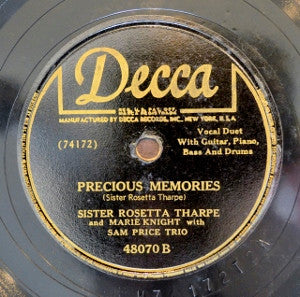 Decca
MANUFACTURED BY DECCA RECORDS, INC., NEW YORK, U.S.A.
(74172)
Vocal Duet
With Guitar, Piano,
Bass And Drums
PRECIOUS MEMORIES
(Sister Rosetta Tharpe)
SISTER ROSETTA THARPE
and MARIE KNIGHT with
SAM PRICE TRIO
48070 B